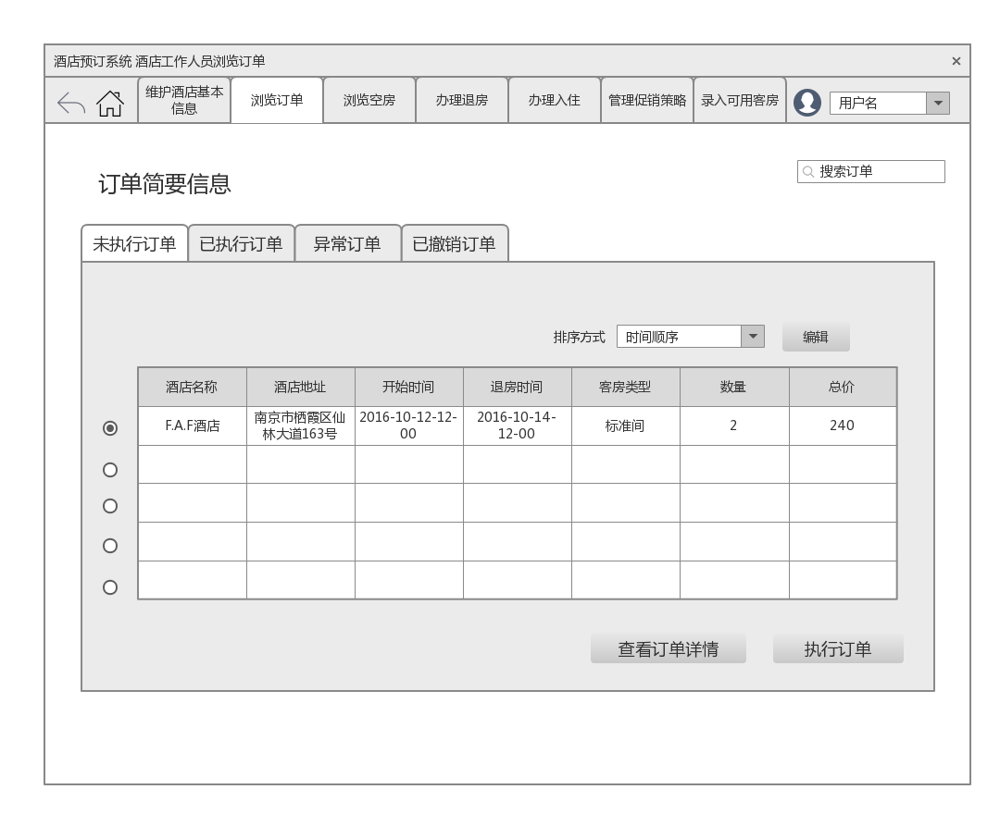 酒店预订系统 酒店工作人员浏览订单
×
维护酒店基本
信息
浏览订单
浏览空房
办理退房
办理入住
管理促销策略
录入可用客房
用户名
搜索订单
订单简要信息
未执行订单
已执行订单
异常订单
已撤销订单
排序方式
时间顺序
编辑
酒店名称
酒店地址
开始时间
退房时间
客房类型
数量
总价
F.A.F酒店
南京市栖霞区仙
林大道163号
2016-10-12-12-
00
2016-10-14-
12-00
标准间
2
240
查看订单详情
执行订单